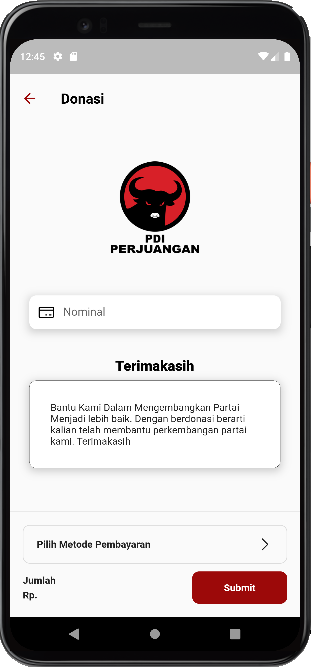 12:45
Donasi
PDI
PERJUANGAN
Nominal
Terimakasih
Bantu Kami Dalam Mengembangkan Partai
Menjadi lebih baik. Dengan berdonasi berarti
kalian telah membantu perkembangan partai
kami. Terimakasih
Pilih Metode Pembayaran
Jumlah
Rp.
Submit